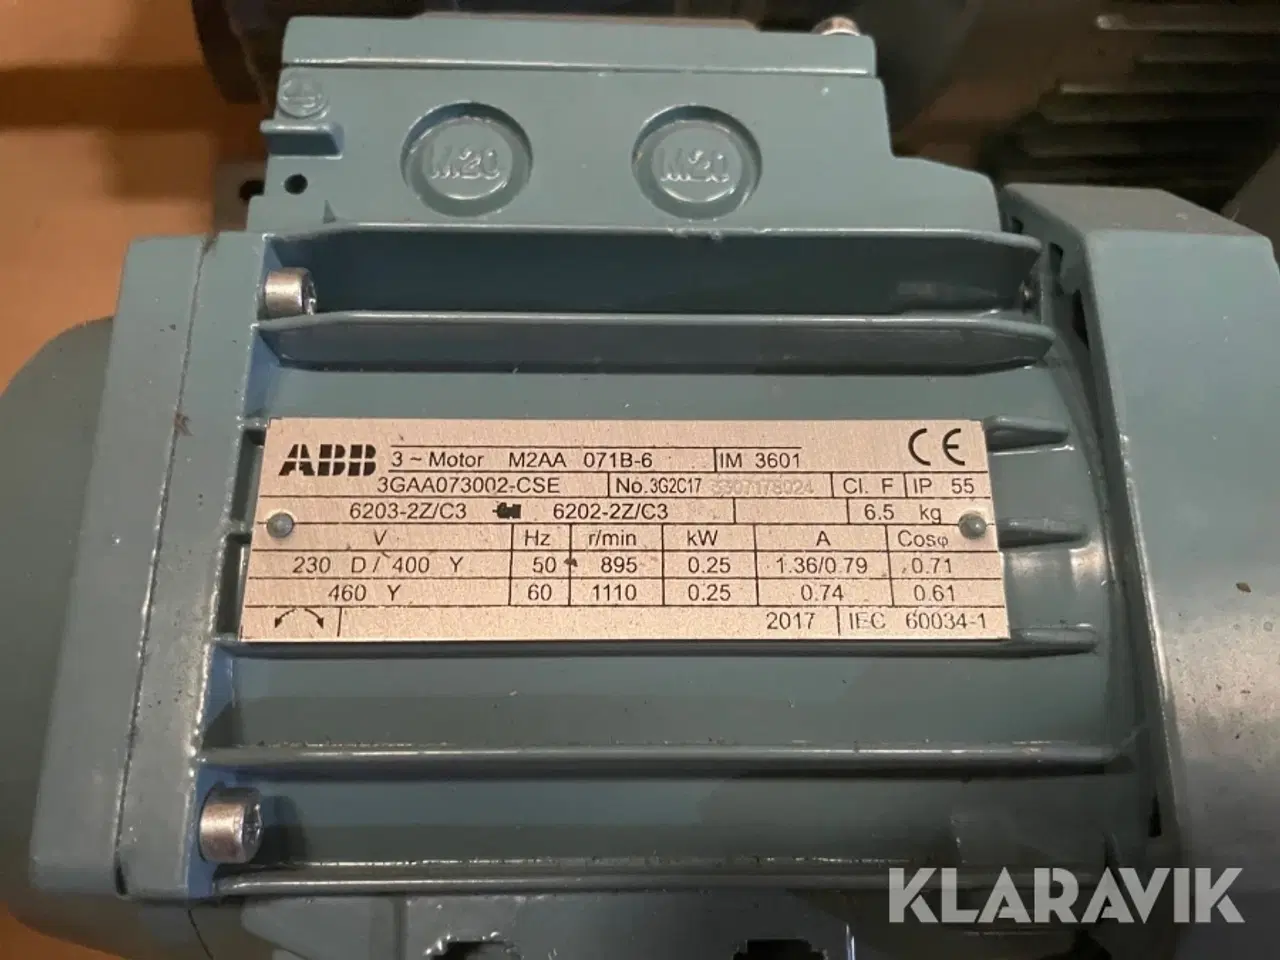 M20 M20
ABB 3 ~ Motor M2AA 071B-6 IM 3601 CE
3GAA073002-CSE No. 3G2C17 Cl. F IP 55
6203-2Z/C3 6202-2Z/C3 6.5 kg
V Hz r/min kW A Cosφ
230 D / 400 Y 50 895 0.25 1.36/0.79 0.71
460 Y 60 1110 0.25 0.74 0.61
2017 IEC 60034-1
KLARAVIK